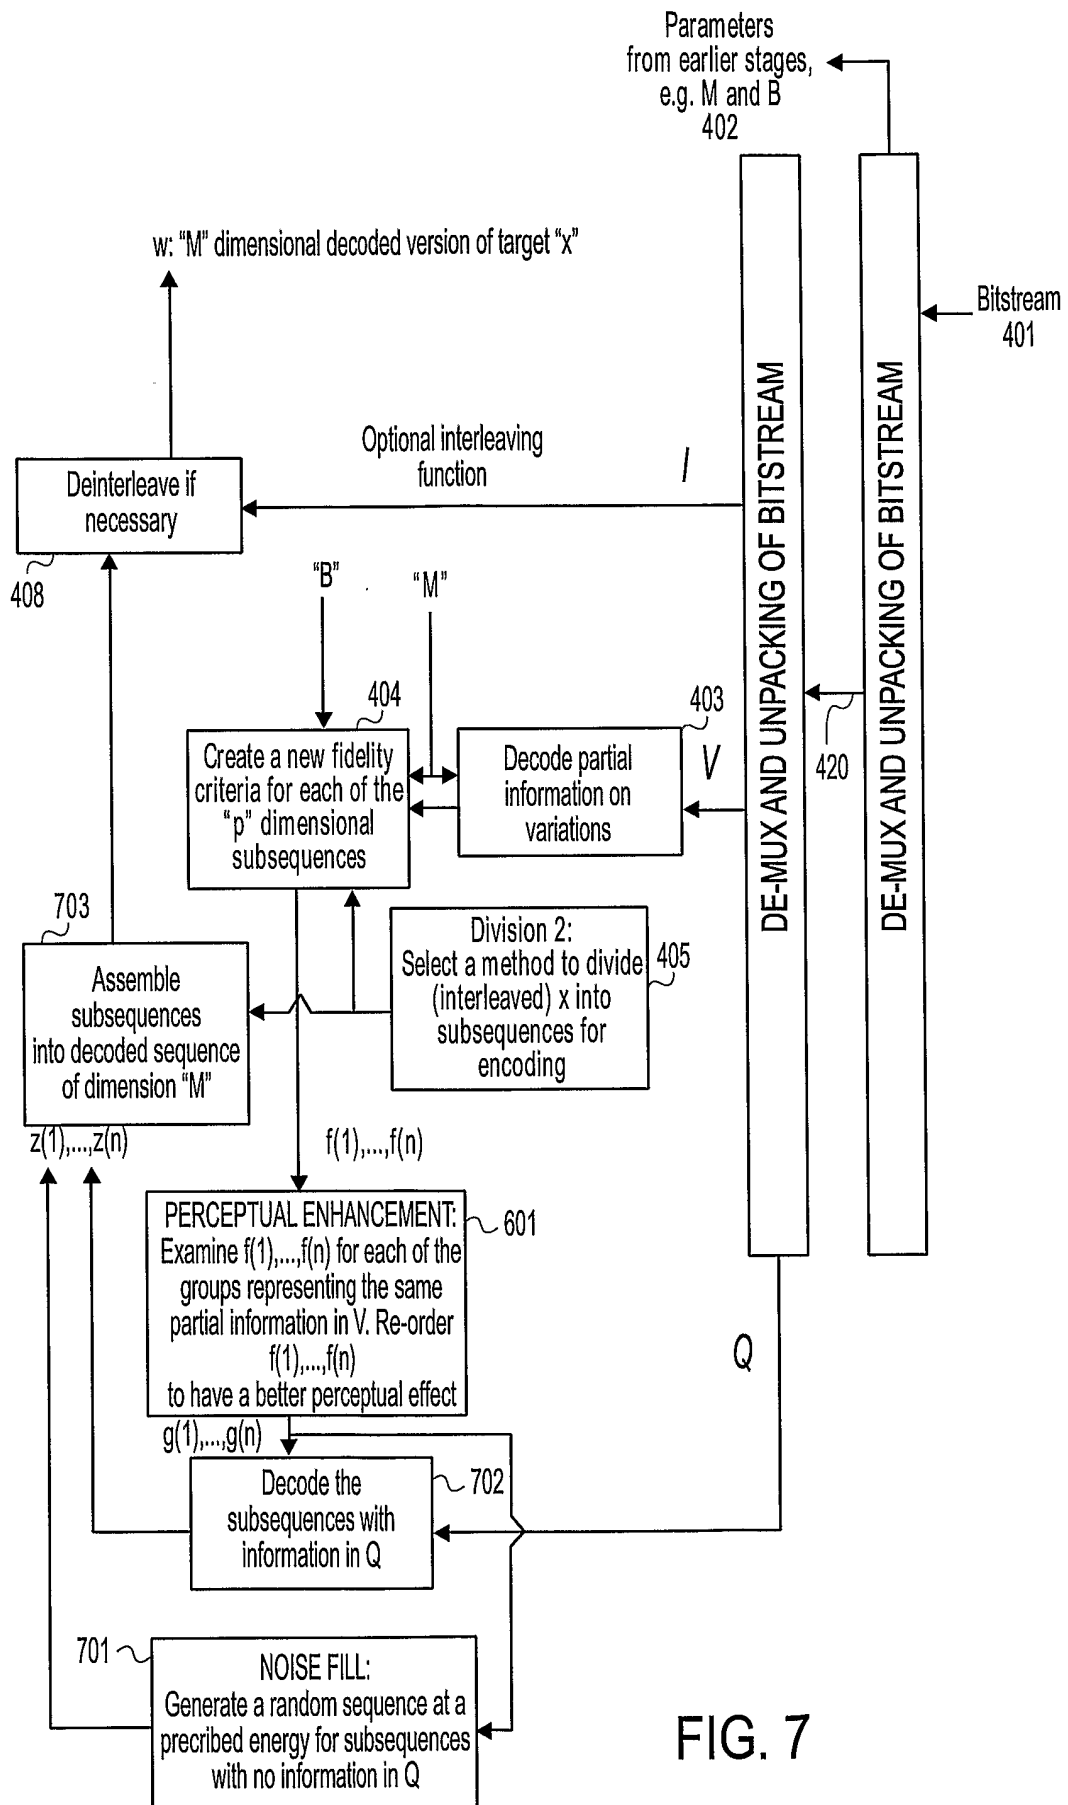 Parameters
from earlier stages,
e.g. M and B
402
w: “M” dimensional decoded version of target “x”
Bitstream
401
DE-MUX AND UNPACKING OF BITSTREAM
DE-MUX AND UNPACKING OF BITSTREAM
Optional interleaving
function
I
Deinterleave if
necessary
408
“B”
“M”
404
403
420
Create a new fidelity
criteria for each of the
“p” dimensional
subsequences
Decode partial
information on
variations
V
703
Assemble
subsequences
into decoded sequence
of dimension “M”
Division 2:
Select a method to divide
(interleaved) x into
subsequences for
encoding
405
z(1),...,z(n)
f(1),...,f(n)
PERCEPTUAL ENHANCEMENT:
Examine f(1),...,f(n) for each of the
groups representing the same
partial information in V. Re-order
f(1),...,f(n)
to have a better perceptual effect
601
Q
g(1),...,g(n)
Decode the
subsequences with
information in Q
702
701
NOISE FILL:
Generate a random sequence at a
precribed energy for subsequences
with no information in Q
FIG. 7